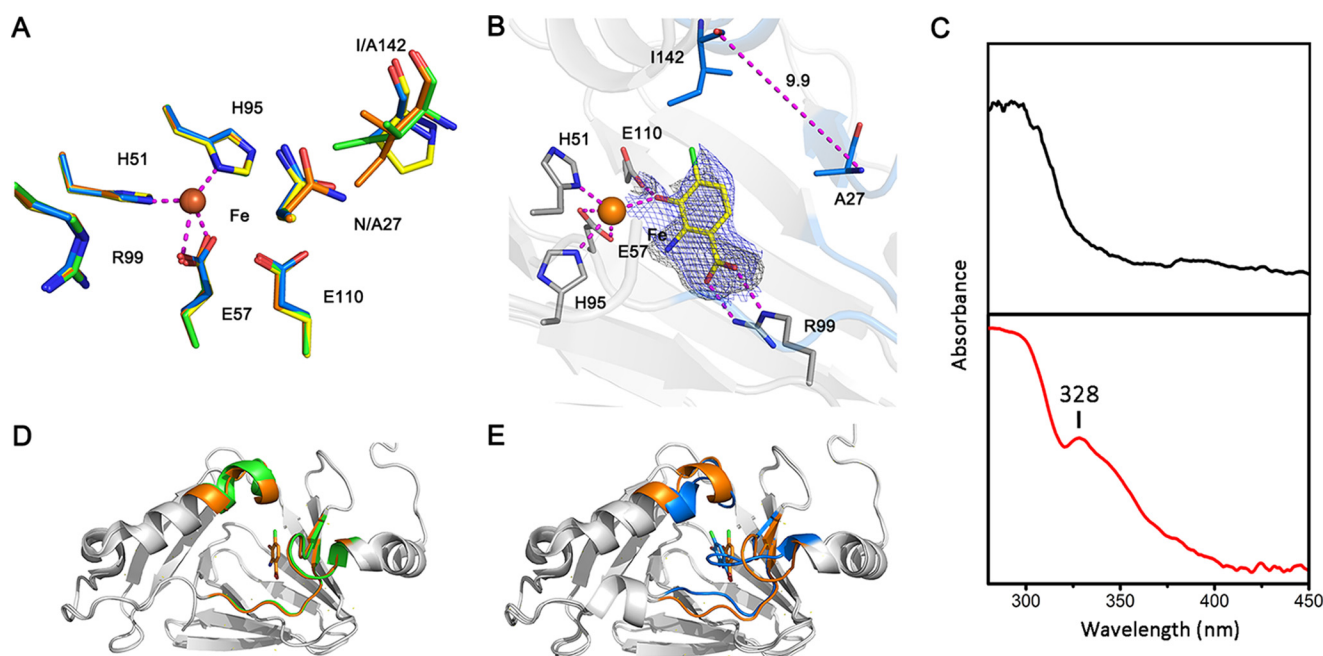 A
I/A142
H95
H51
Fe
N/A27
R99
E57
E110
B
I142
9.9
H51
E110
A27
Fe
E57
H95
R99
C
Absorbance
328
300 350 400 450
Wavelength (nm)
D
E